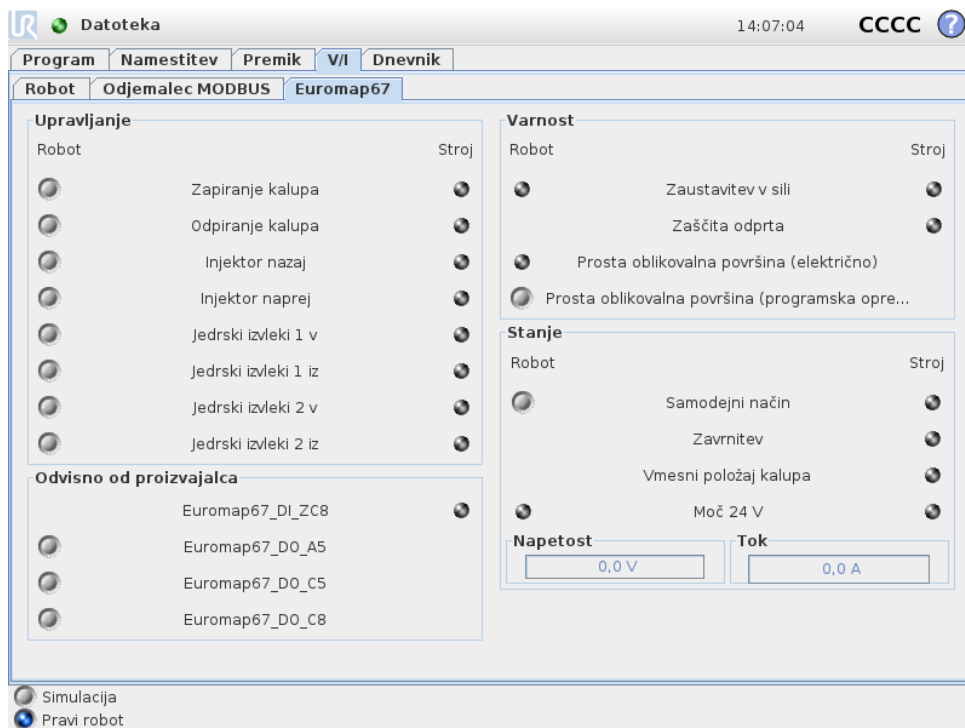 UR Datoteka 14:07:04 CCCC ?
Program Namestitev Premik V/I Dnevnik
Robot Odjemalec MODBUS Euromap67
Upravljanje
Robot Stroj
Zapiranje kalupa
Odpiranje kalupa
Injektor nazaj
Injektor naprej
Jedrski izvleki 1 v
Jedrski izvleki 1 iz
Jedrski izvleki 2 v
Jedrski izvleki 2 iz
Odvisno od proizvajalca
Euromap67_DI_ZC8
Euromap67_DO_A5
Euromap67_DO_C5
Euromap67_DO_C8
Varnost
Robot Stroj
Zaustavitev v sili
Zaščita odprta
Prosta oblikovalna površina (električno)
Prosta oblikovalna površina (programska opre...
Stanje
Robot Stroj
Samodejni način
Zavrnitev
Vmesni položaj kalupa
Moč 24 V
Napetost Tok
0,0 V 0,0 A
Simulacija
Pravi robot